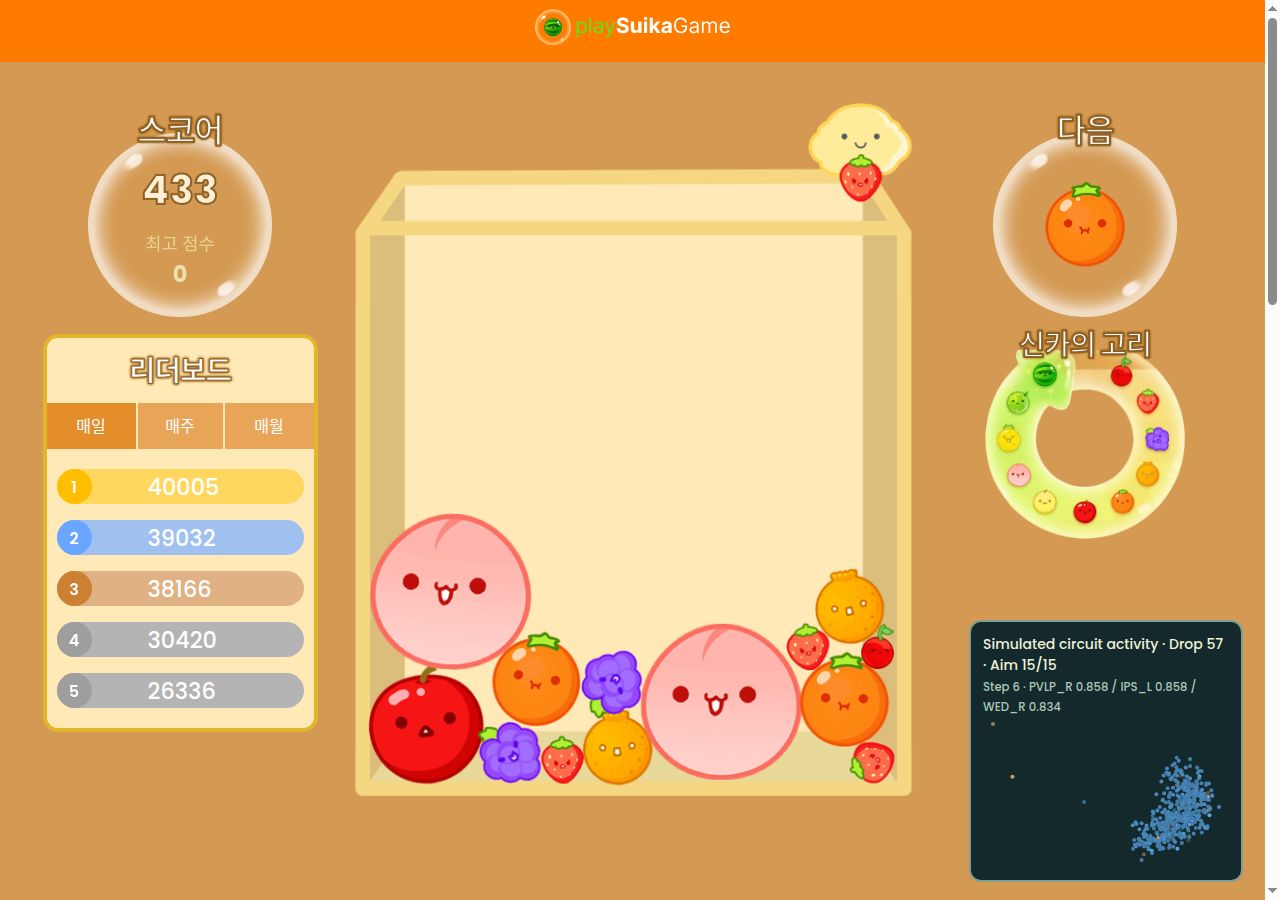 playSuikaGame
스코어
433
최고 점수
0
리더보드
매일 매주 매월
1 40005
2 39032
3 38166
4 30420
5 26336
다음
신카의 고리
Simulated circuit activity · Drop 57
· Aim 15/15
Step 6 · PVLP_R 0.858 / IPS_L 0.858 /
WED_R 0.834